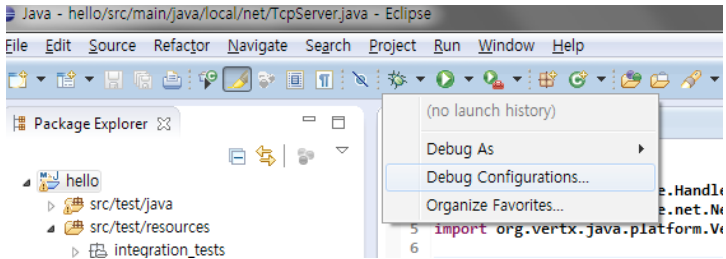 Java - hello/src/main/java/local/net/TcpServer.java - Eclipse
File Edit Source Refactor Navigate Search Project Run Window Help
Package Explorer
hello
src/test/java
src/test/resources
integration_tests
(no launch history)
Debug As
Debug Configurations...
Organize Favorites...
e.Handle
e.net.Ne
5 import org.vertx.java.platform.Ve
6